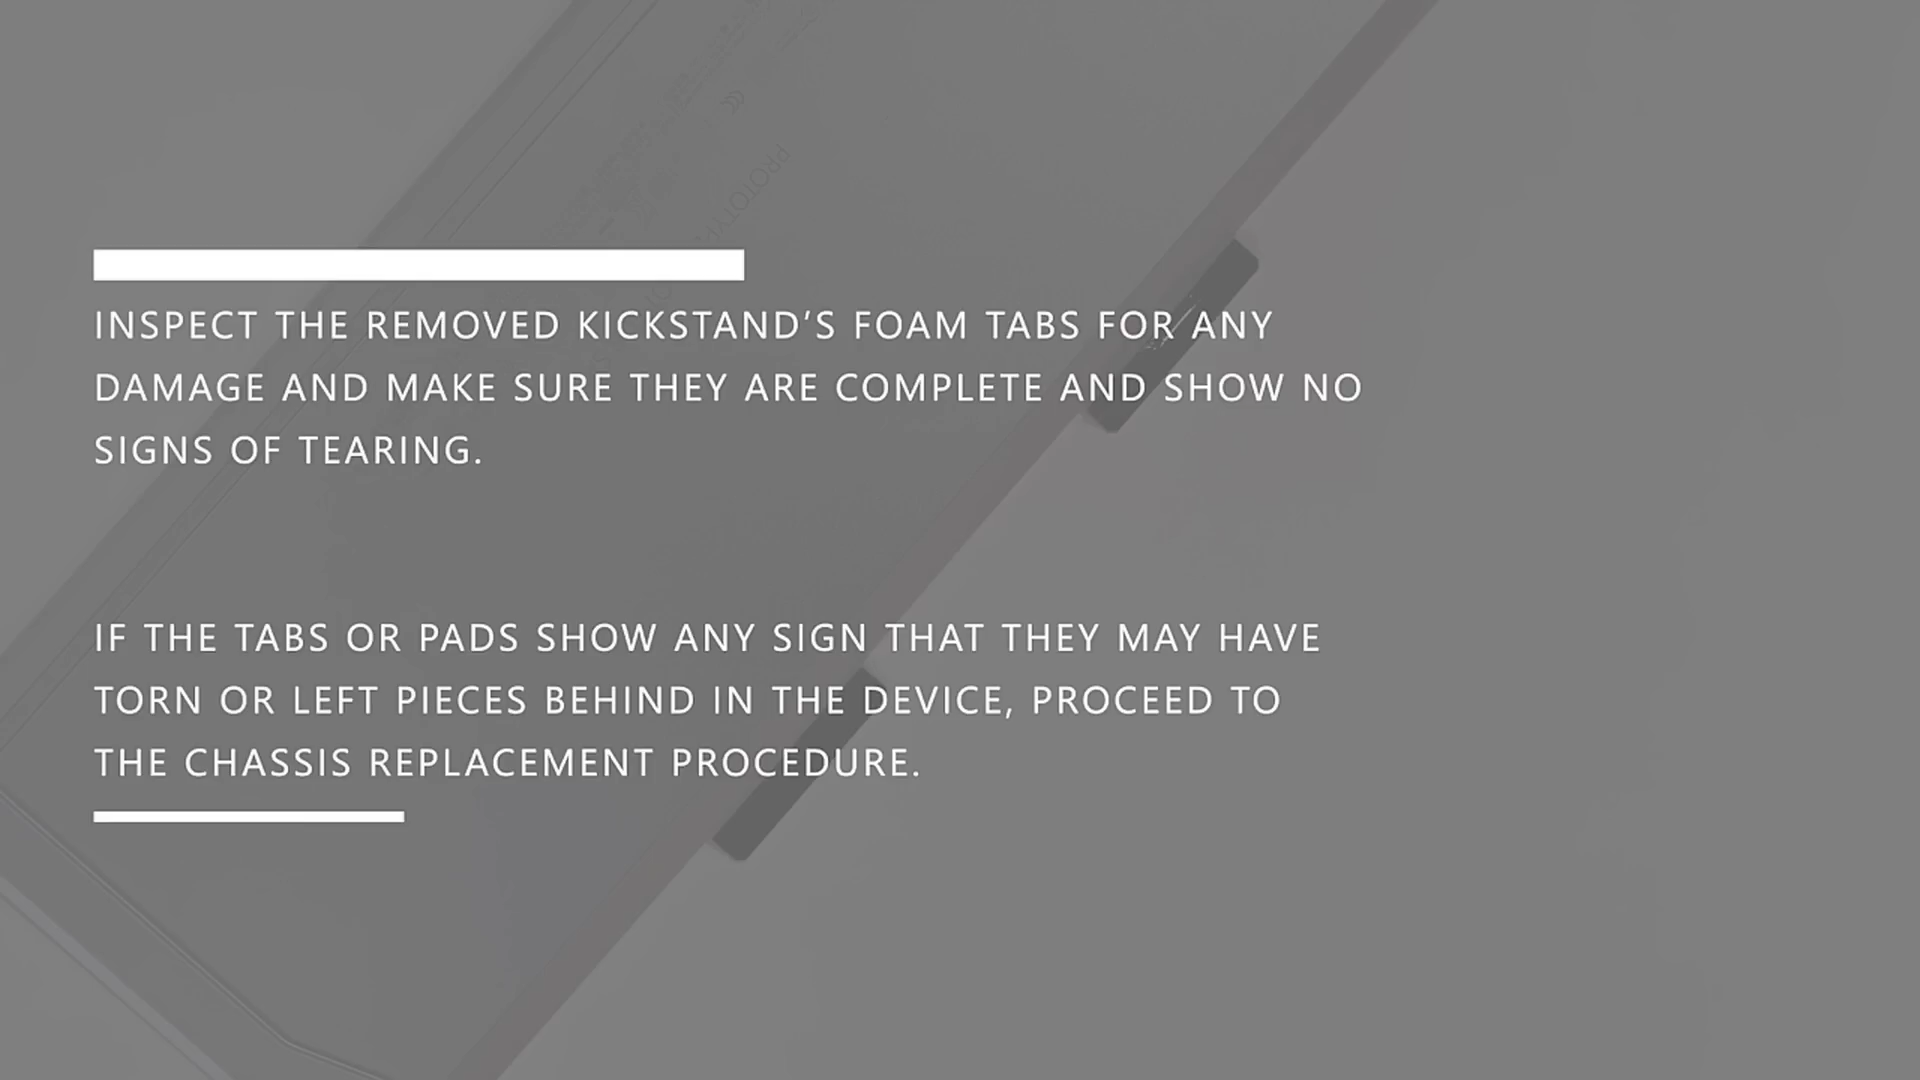 INSPECT THE REMOVED KICKSTAND’S FOAM TABS FOR ANY
DAMAGE AND MAKE SURE THEY ARE COMPLETE AND SHOW NO
SIGNS OF TEARING.
IF THE TABS OR PADS SHOW ANY SIGN THAT THEY MAY HAVE
TORN OR LEFT PIECES BEHIND IN THE DEVICE, PROCEED TO
THE CHASSIS REPLACEMENT PROCEDURE.